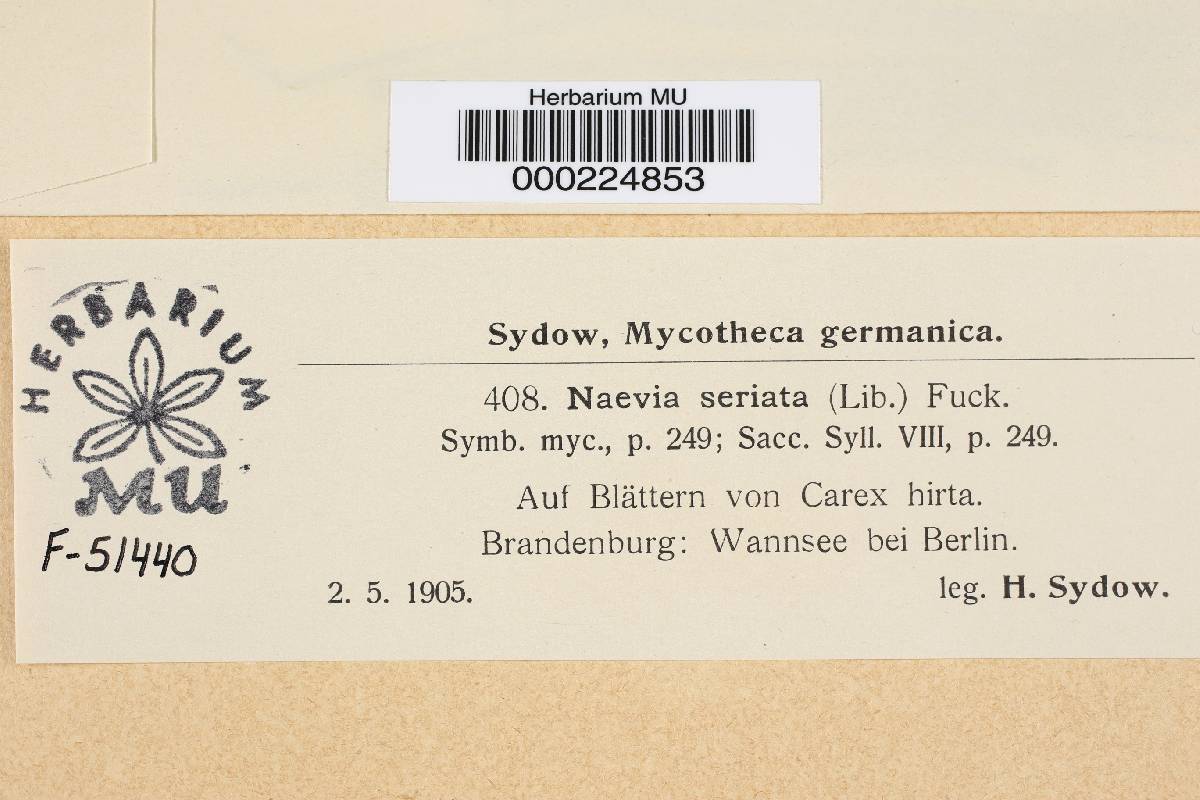 Herbarium MU
000224853
HERBARIUM
MU
F-51440
Sydow, Mycotheca germanica.
408. Naevia seriata (Lib.) Fuck.
Symb. myc., p. 249; Sacc. Syll. VIII, p. 249.
Auf Blättern von Carex hirta.
Brandenburg: Wannsee bei Berlin.
2. 5. 1905. leg. H. Sydow.